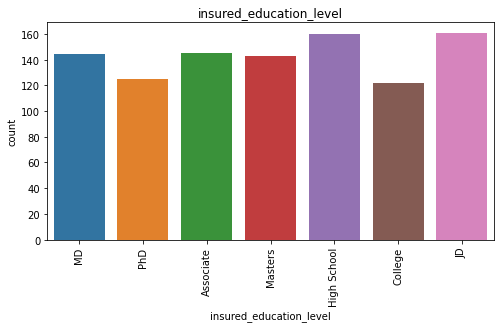 insured_education_level
count
160
140
120
100
80
60
40
20
0
MD
PhD
Associate
Masters
High School
College
JD
insured_education_level